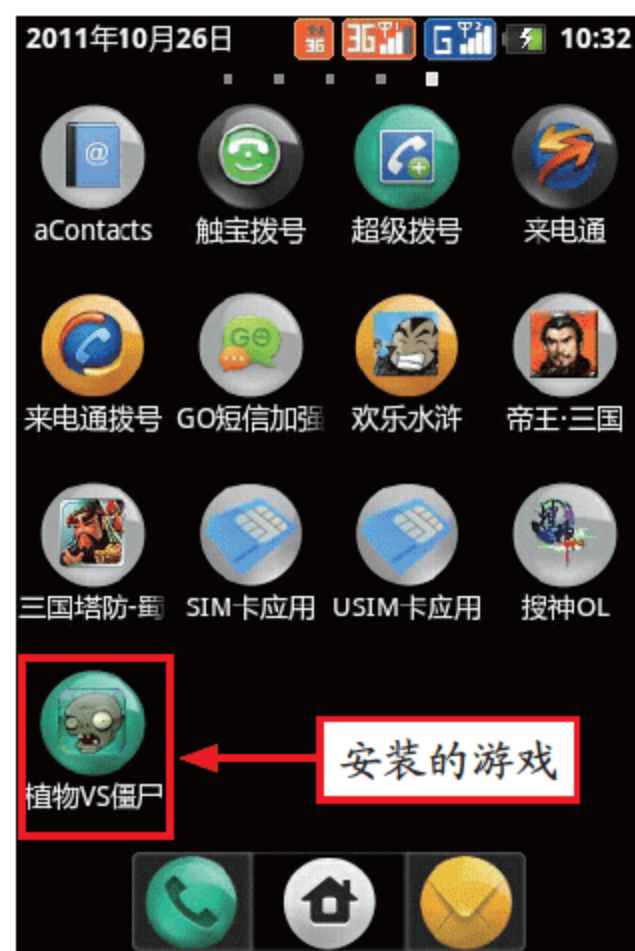 2011年10月26日 3G 3G 1 G 2 10:32
aContacts 触宝拨号 超级拨号 来电通
来电通拨号 GO短信加强 欢乐水浒 帝王·三国
三国塔防-蜀 SIM卡应用 USIM卡应用 搜神OL
植物VS僵尸
安装的游戏